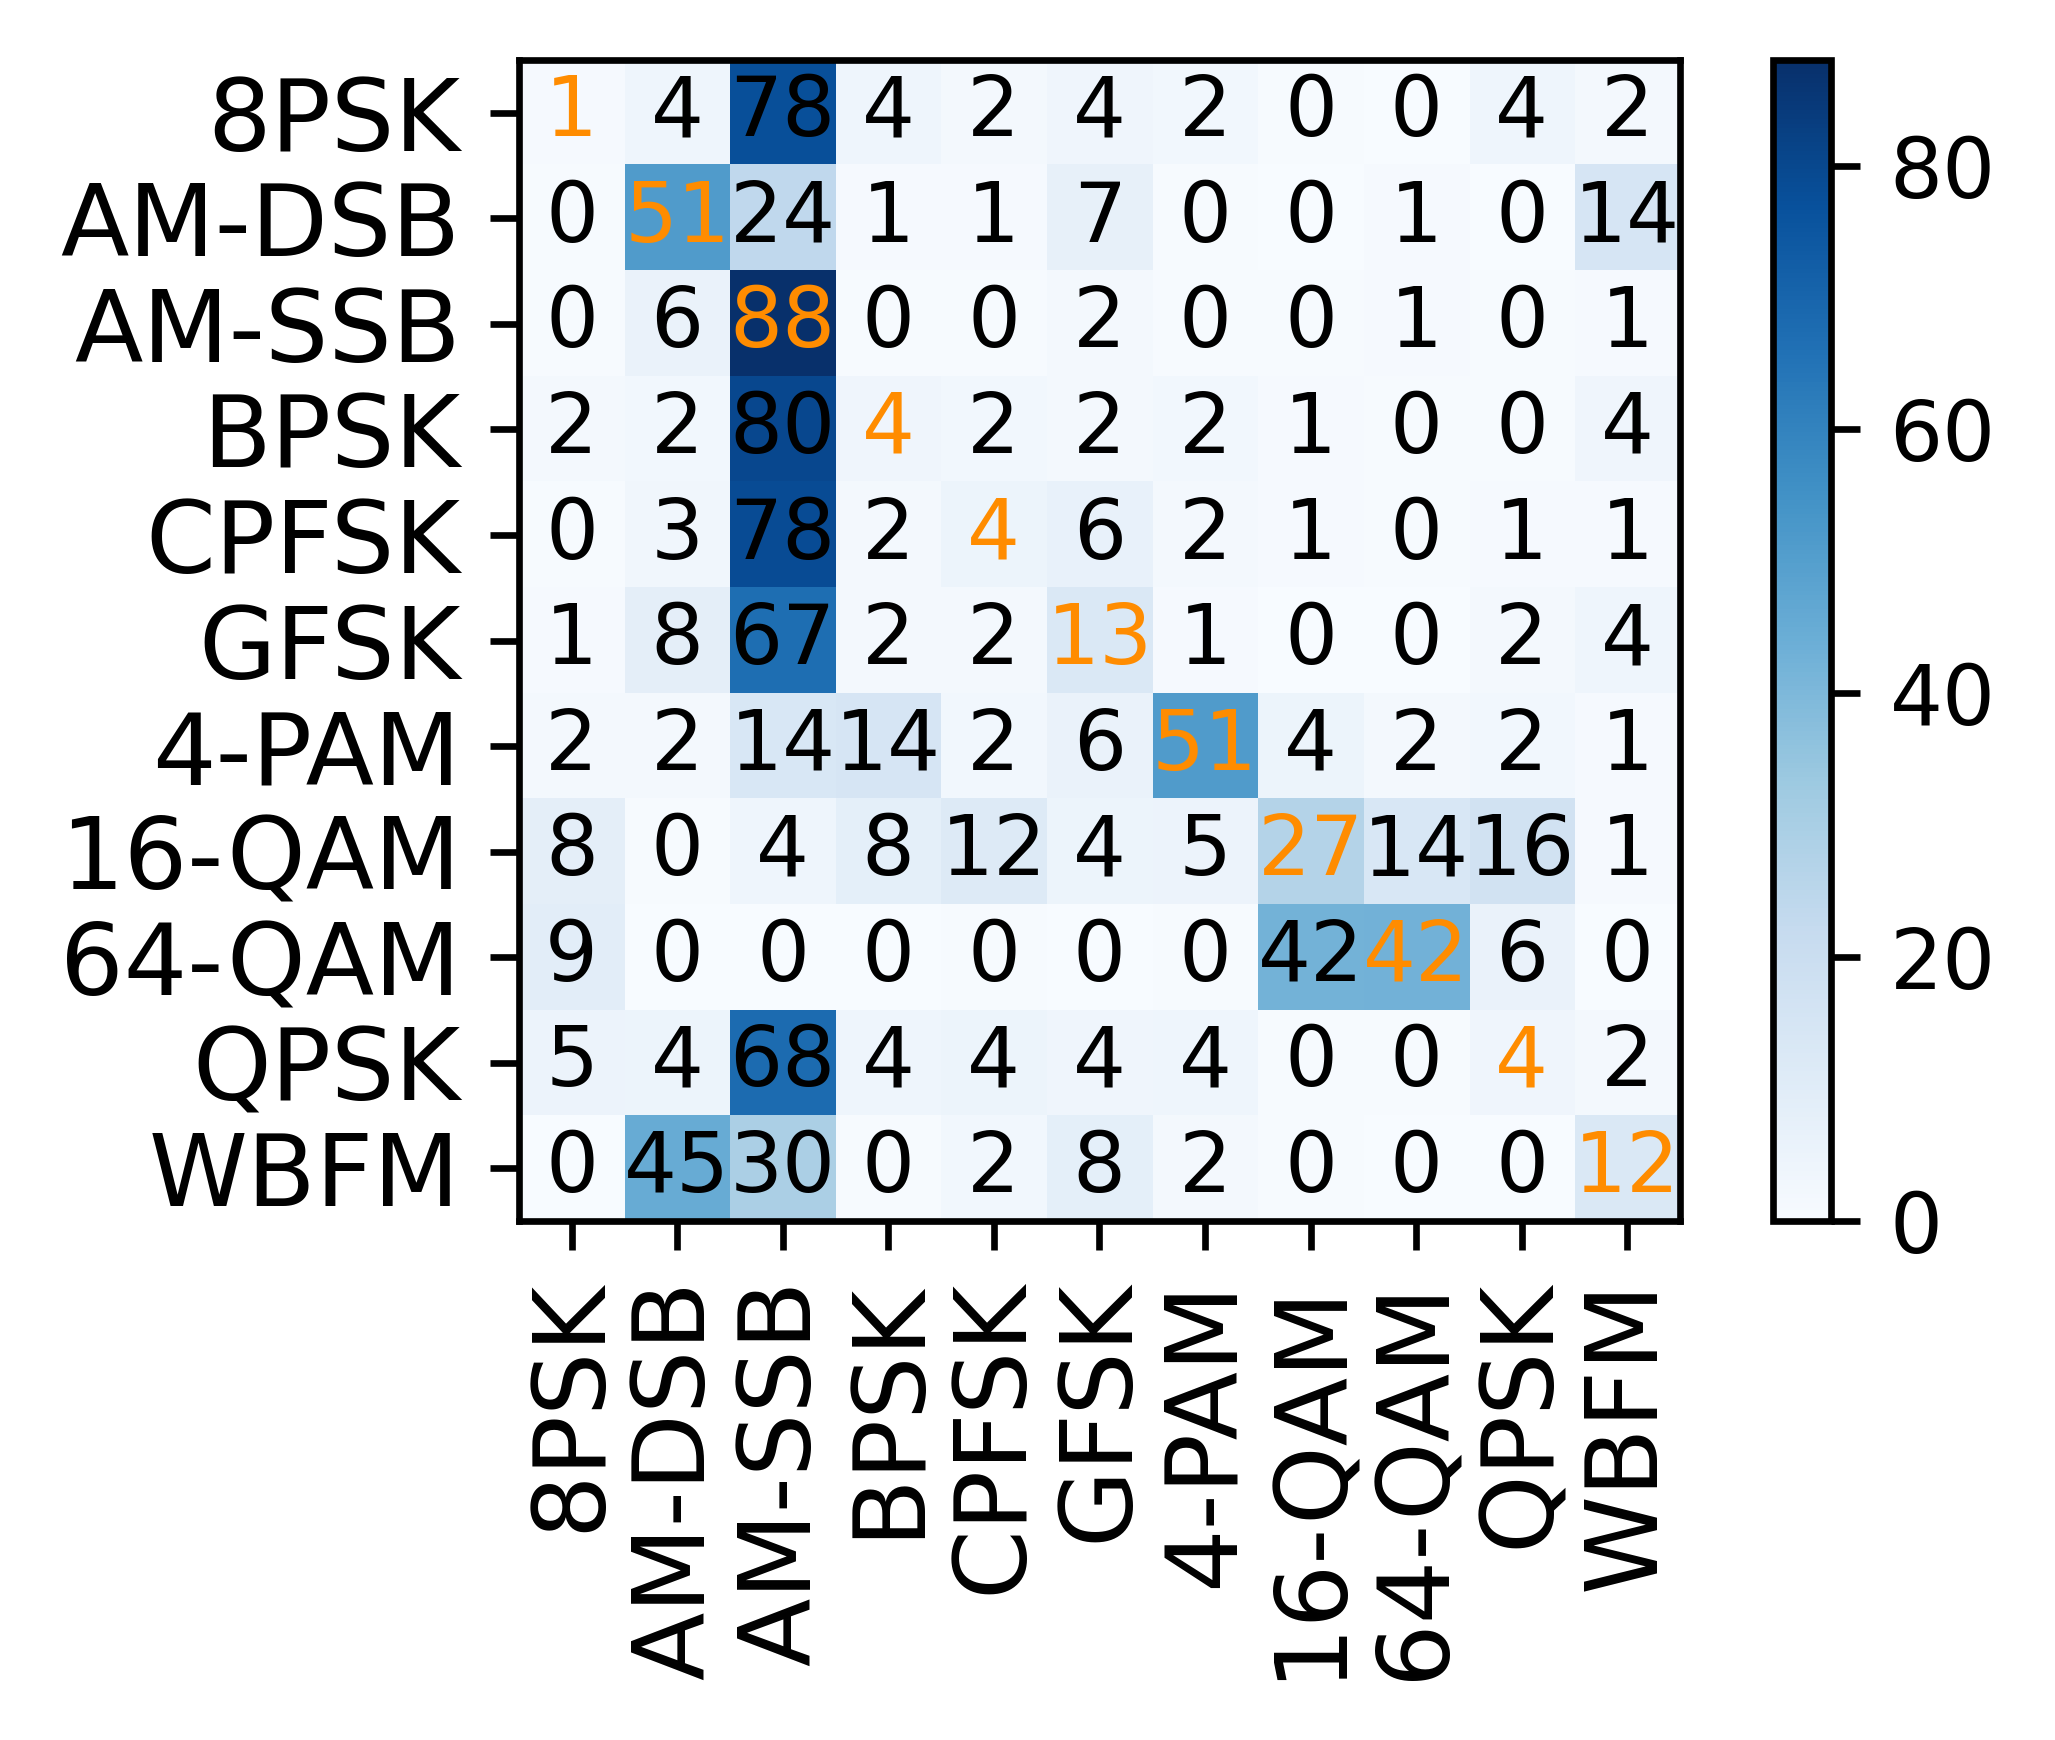 8PSK 1 4 78 4 2 4 2 0 0 4 2
AM-DSB 0 51 24 1 1 7 0 0 1 0 14
AM-SSB 0 6 88 0 0 2 0 0 1 0 1
BPSK 2 2 80 4 2 2 2 1 0 0 4
CPFSK 0 3 78 2 4 6 2 1 0 1 1
GFSK 1 8 67 2 2 13 1 0 0 2 4
4-PAM 2 2 14 14 2 6 51 4 2 2 1
16-QAM 8 0 4 8 12 4 5 27 14 16 1
64-QAM 9 0 0 0 0 0 0 42 42 6 0
QPSK 5 4 68 4 4 4 4 0 0 4 2
WBFM 0 45 30 0 2 8 2 0 0 0 12
8PSK
AM-DSB
AM-SSB
BPSK
CPFSK
GFSK
4-PAM
16-QAM
64-QAM
QPSK
WBFM
80
60
40
20
0